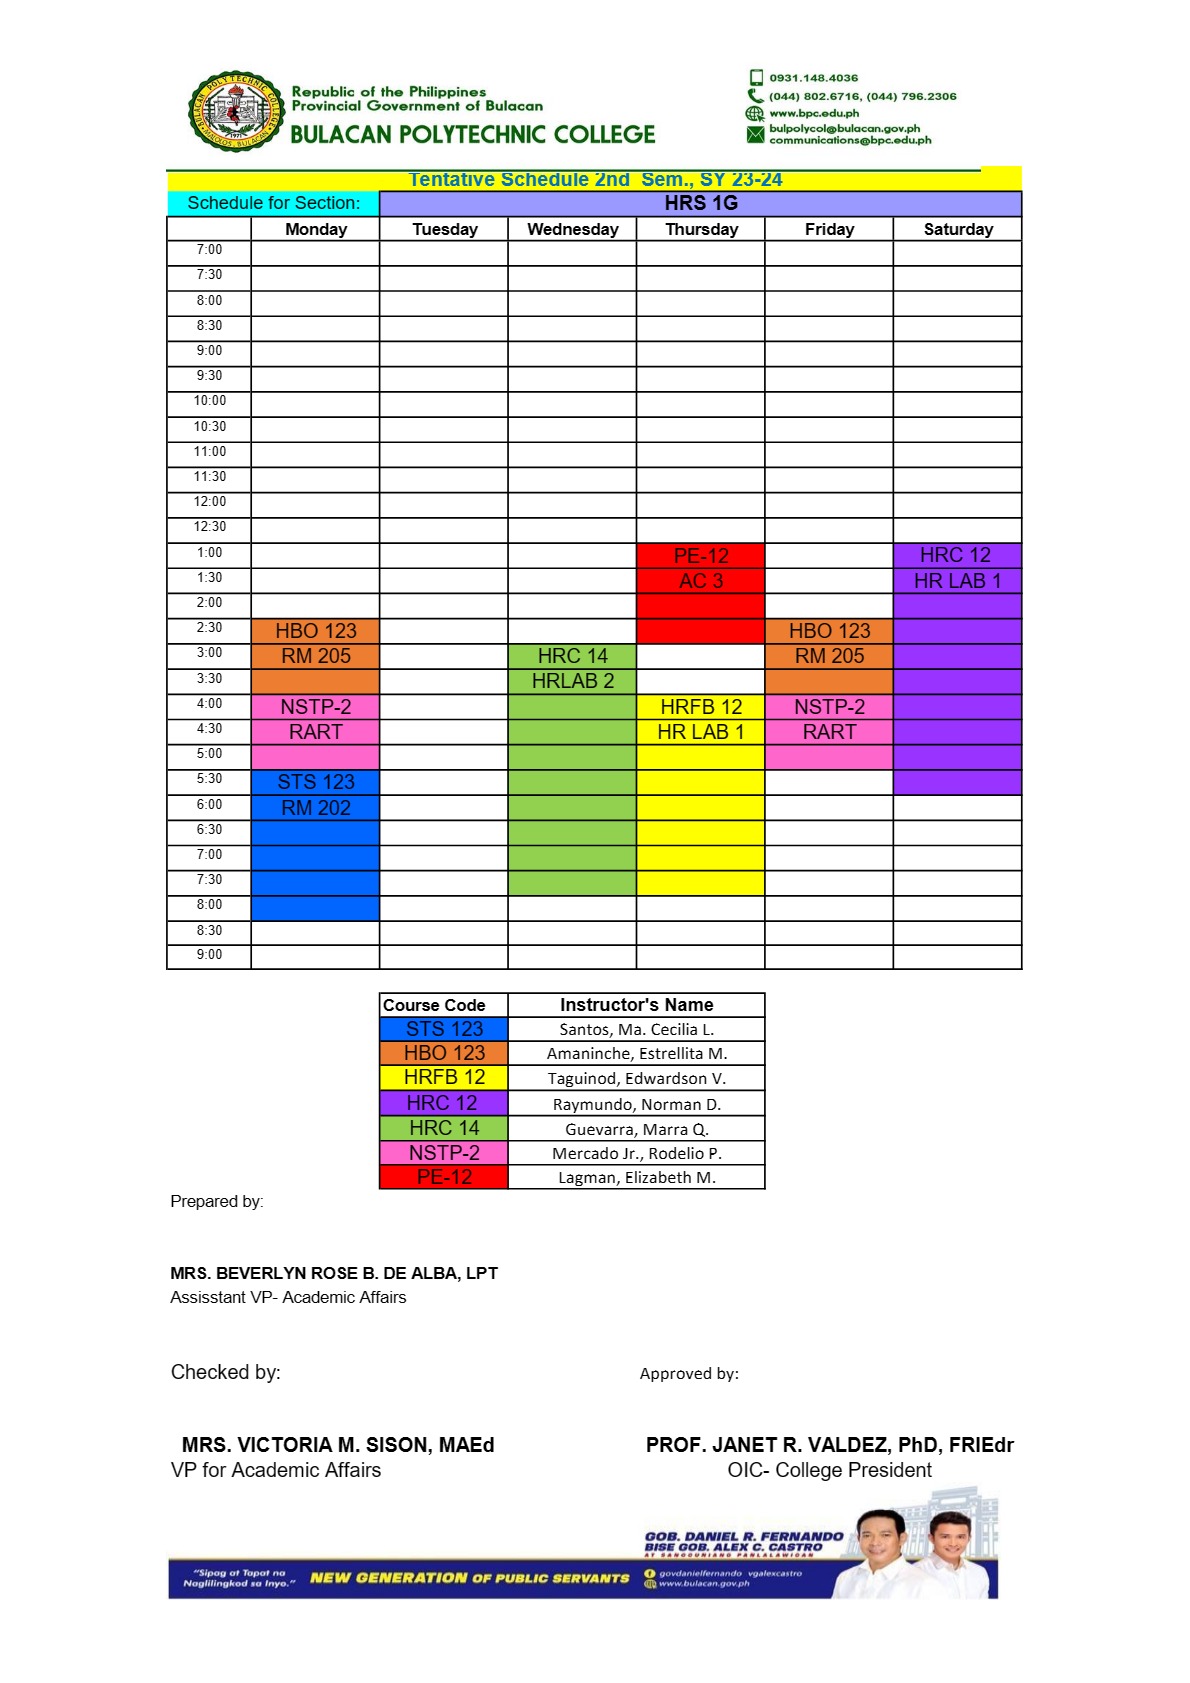 BULACAN POLYTECHNIC COLLEGE
MALOLOS, BULACAN
1971
Republic of the Philippines
Provincial Government of Bulacan
BULACAN POLYTECHNIC COLLEGE
0931.148.4036
(044) 802.6716, (044) 796.2306
www.bpc.edu.ph
bulpolycol@bulacan.gov.ph
communications@bpc.edu.ph
Tentative Schedule 2nd Sem., SY 23-24
Schedule for Section: HRS 1G
Monday Tuesday Wednesday Thursday Friday Saturday
7:00
7:30
8:00
8:30
9:00
9:30
10:00
10:30
11:00
11:30
12:00
12:30
1:00 PE-12 HRC 12
1:30 AC 3 HR LAB 1
2:00
2:30 HBO 123 HBO 123
3:00 RM 205 HRC 14 RM 205
3:30 HRLAB 2
4:00 NSTP-2 HRFB 12 NSTP-2
4:30 RART HR LAB 1 RART
5:00
5:30 STS 123
6:00 RM 202
6:30
7:00
7:30
8:00
8:30
9:00
Course Code Instructor's Name
STS 123 Santos, Ma. Cecilia L.
HBO 123 Amaninche, Estrellita M.
HRFB 12 Taguinod, Edwardson V.
HRC 12 Raymundo, Norman D.
HRC 14 Guevarra, Marra Q.
NSTP-2 Mercado Jr., Rodelio P.
PE-12 Lagman, Elizabeth M.
Prepared by:
MRS. BEVERLYN ROSE B. DE ALBA, LPT
Assisstant VP- Academic Affairs
Checked by: Approved by:
MRS. VICTORIA M. SISON, MAEd PROF. JANET R. VALDEZ, PhD, FRIEdr
VP for Academic Affairs OIC- College President
GOB. DANIEL R. FERNANDO
BISE GOB. ALEX C. CASTRO
AT SANGGUNIANG PANLALAWIGAN
"Sipag at Tapat na
Naglilingkod sa Inyo."
NEW GENERATION OF PUBLIC SERVANTS
govdanielfernando vgalexcastro
www.bulacan.gov.ph